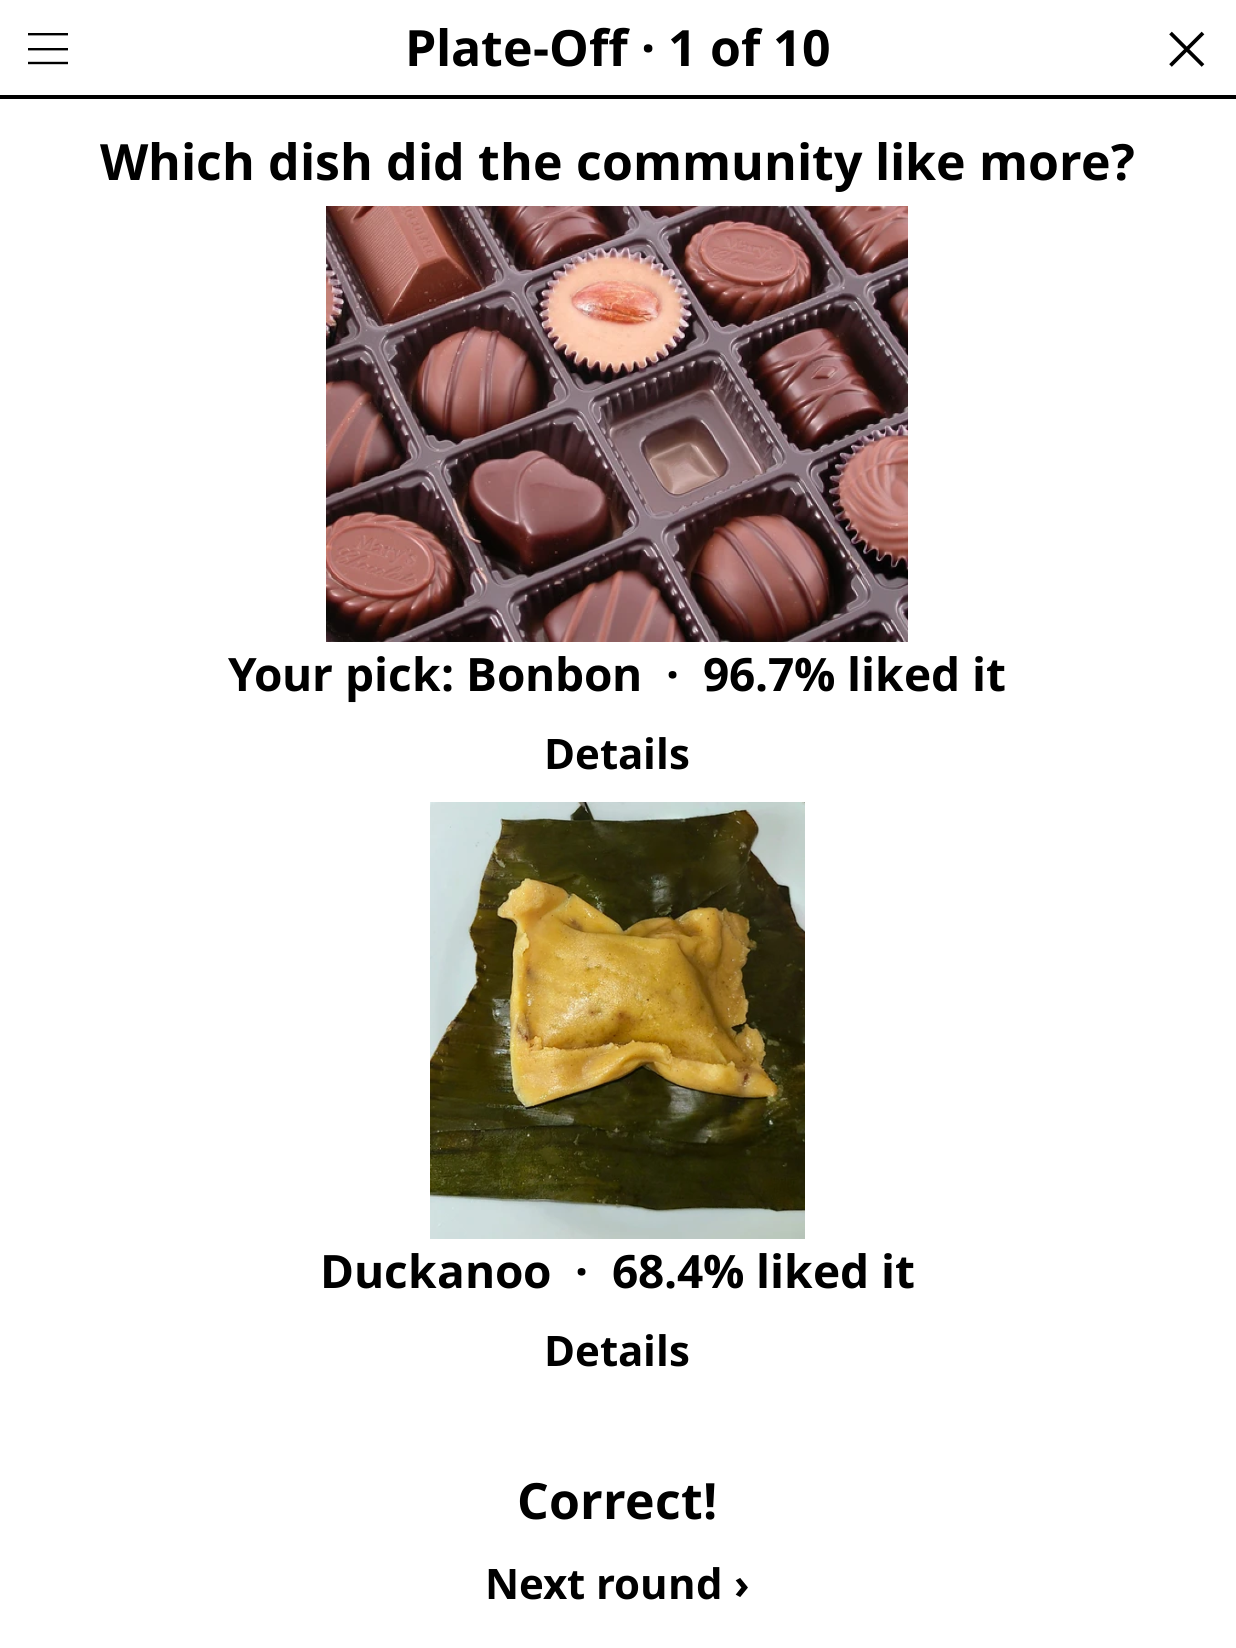 Plate-Off · 1 of 10
Which dish did the community like more?
Your pick: Bonbon · 96.7% liked it
Details
Duckanoo · 68.4% liked it
Details
Correct!
Next round ›